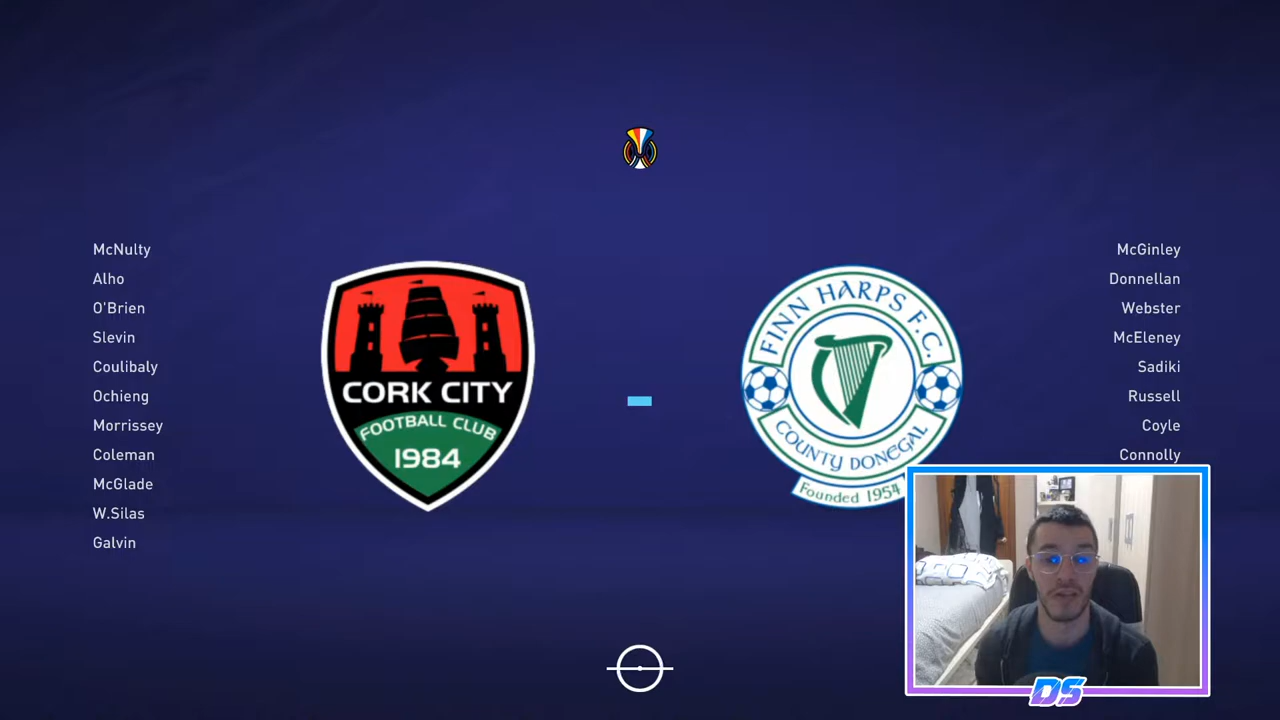 McNulty
Alho
O'Brien
Slevin
Coulibaly
Ochieng
Morrissey
Coleman
McGlade
W.Silas
Galvin
CORK CITY
FOOTBALL CLUB
1984
FINN HARPS F.C.
COUNTY DONEGAL
Founded 1954
McGinley
Donnellan
Webster
McEleney
Sadiki
Russell
Coyle
Connolly
DS